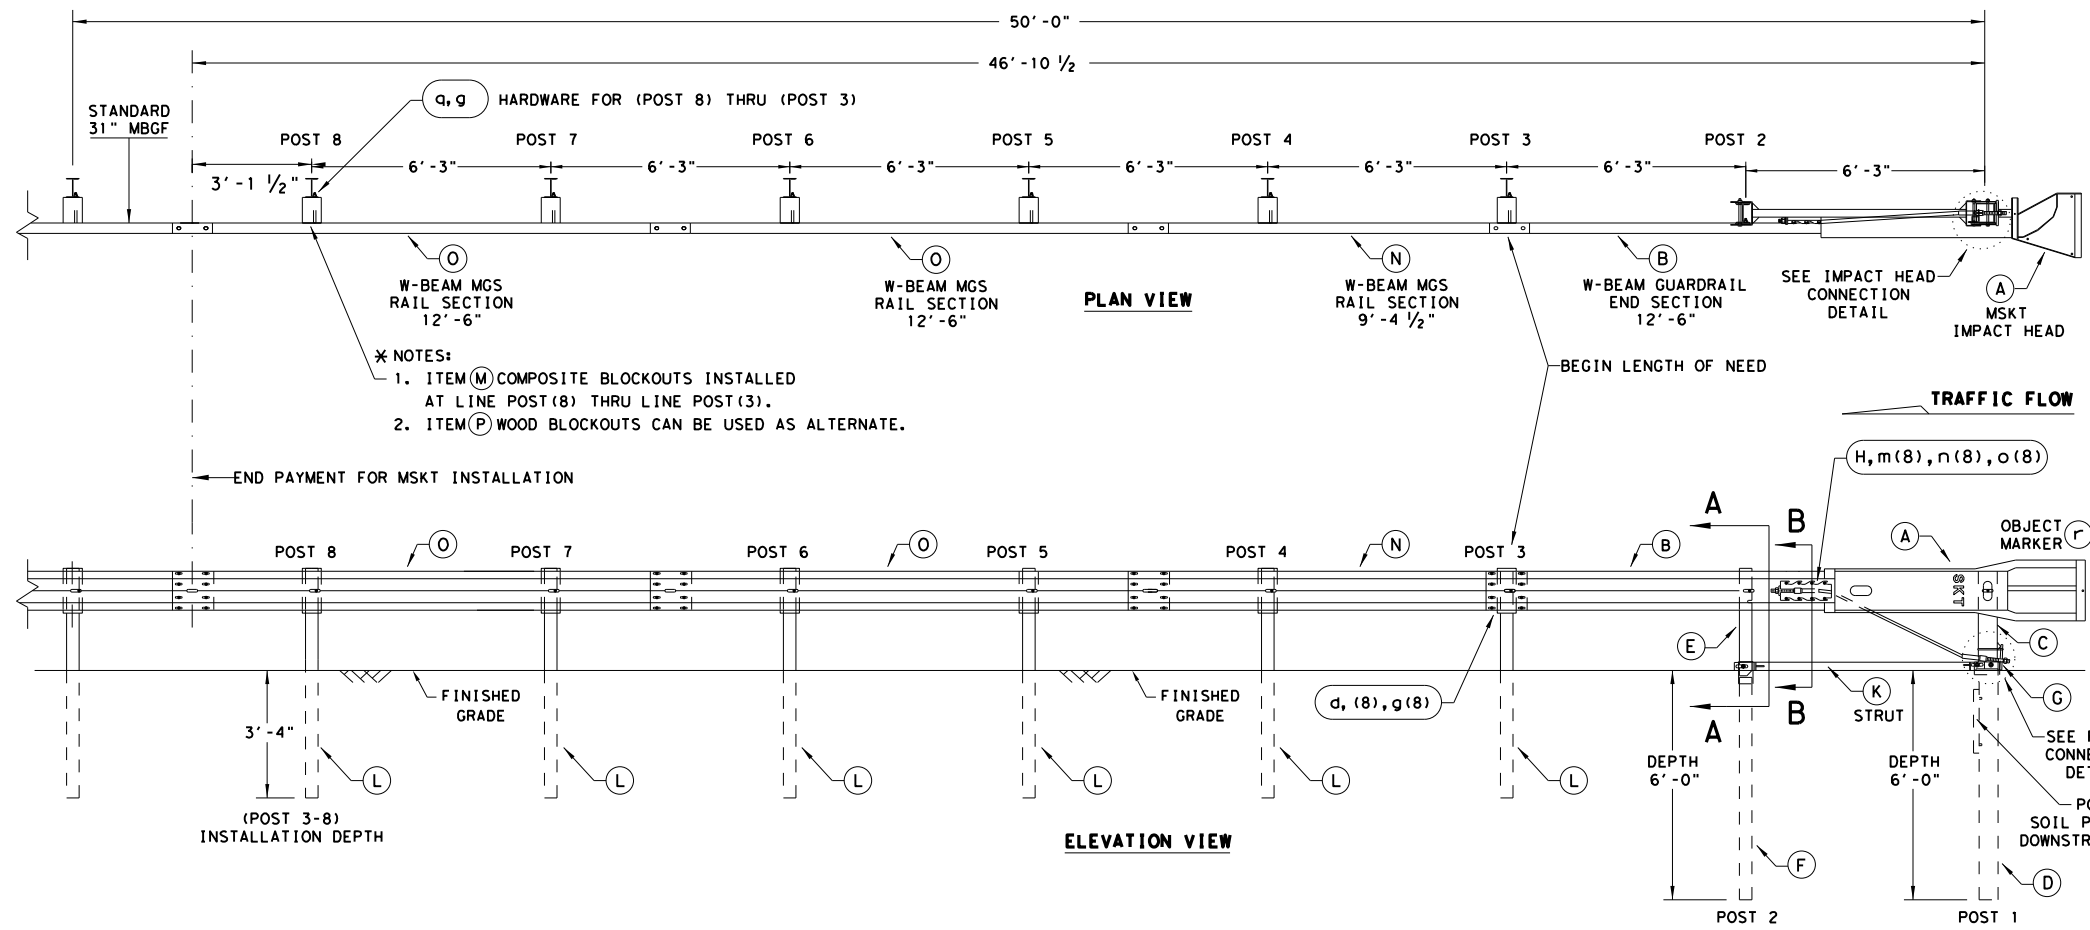 50'-0"
46'-10 ½
STANDARD
31" MBGF
q,g
HARDWARE FOR (POST 8) THRU (POST 3)
POST 8
POST 7
POST 6
POST 5
POST 4
POST 3
POST 2
3'-1 ½"
6'-3"
6'-3"
6'-3"
6'-3"
6'-3"
6'-3"
6'-3"
O
W-BEAM MGS
RAIL SECTION
12'-6"
O
W-BEAM MGS
RAIL SECTION
12'-6"
PLAN VIEW
N
W-BEAM MGS
RAIL SECTION
9'-4 ½"
B
W-BEAM GUARDRAIL
END SECTION
12'-6"
SEE IMPACT HEAD
CONNECTION
DETAIL
A
MSKT
IMPACT HEAD
* NOTES:
1. ITEM M COMPOSITE BLOCKOUTS INSTALLED
AT LINE POST(8) THRU LINE POST(3).
2. ITEM P WOOD BLOCKOUTS CAN BE USED AS ALTERNATE.
BEGIN LENGTH OF NEED
TRAFFIC FLOW
END PAYMENT FOR MSKT INSTALLATION
H,m(8),n(8),o(8)
A
B
A
OBJECT
MARKER r
POST 8
O
POST 7
POST 6
O
POST 5
POST 4
N
POST 3
B
SKT
E
C
G
K
STRUT
FINISHED
GRADE
FINISHED
GRADE
d, (8), g(8)
A
B
3'-4"
L
L
L
L
L
L
DEPTH
6'-0"
DEPTH
6'-0"
SEE
CONNE
DET
PO
SOIL P
DOWNSTR
(POST 3-8)
INSTALLATION DEPTH
ELEVATION VIEW
F
D
POST 2
POST 1